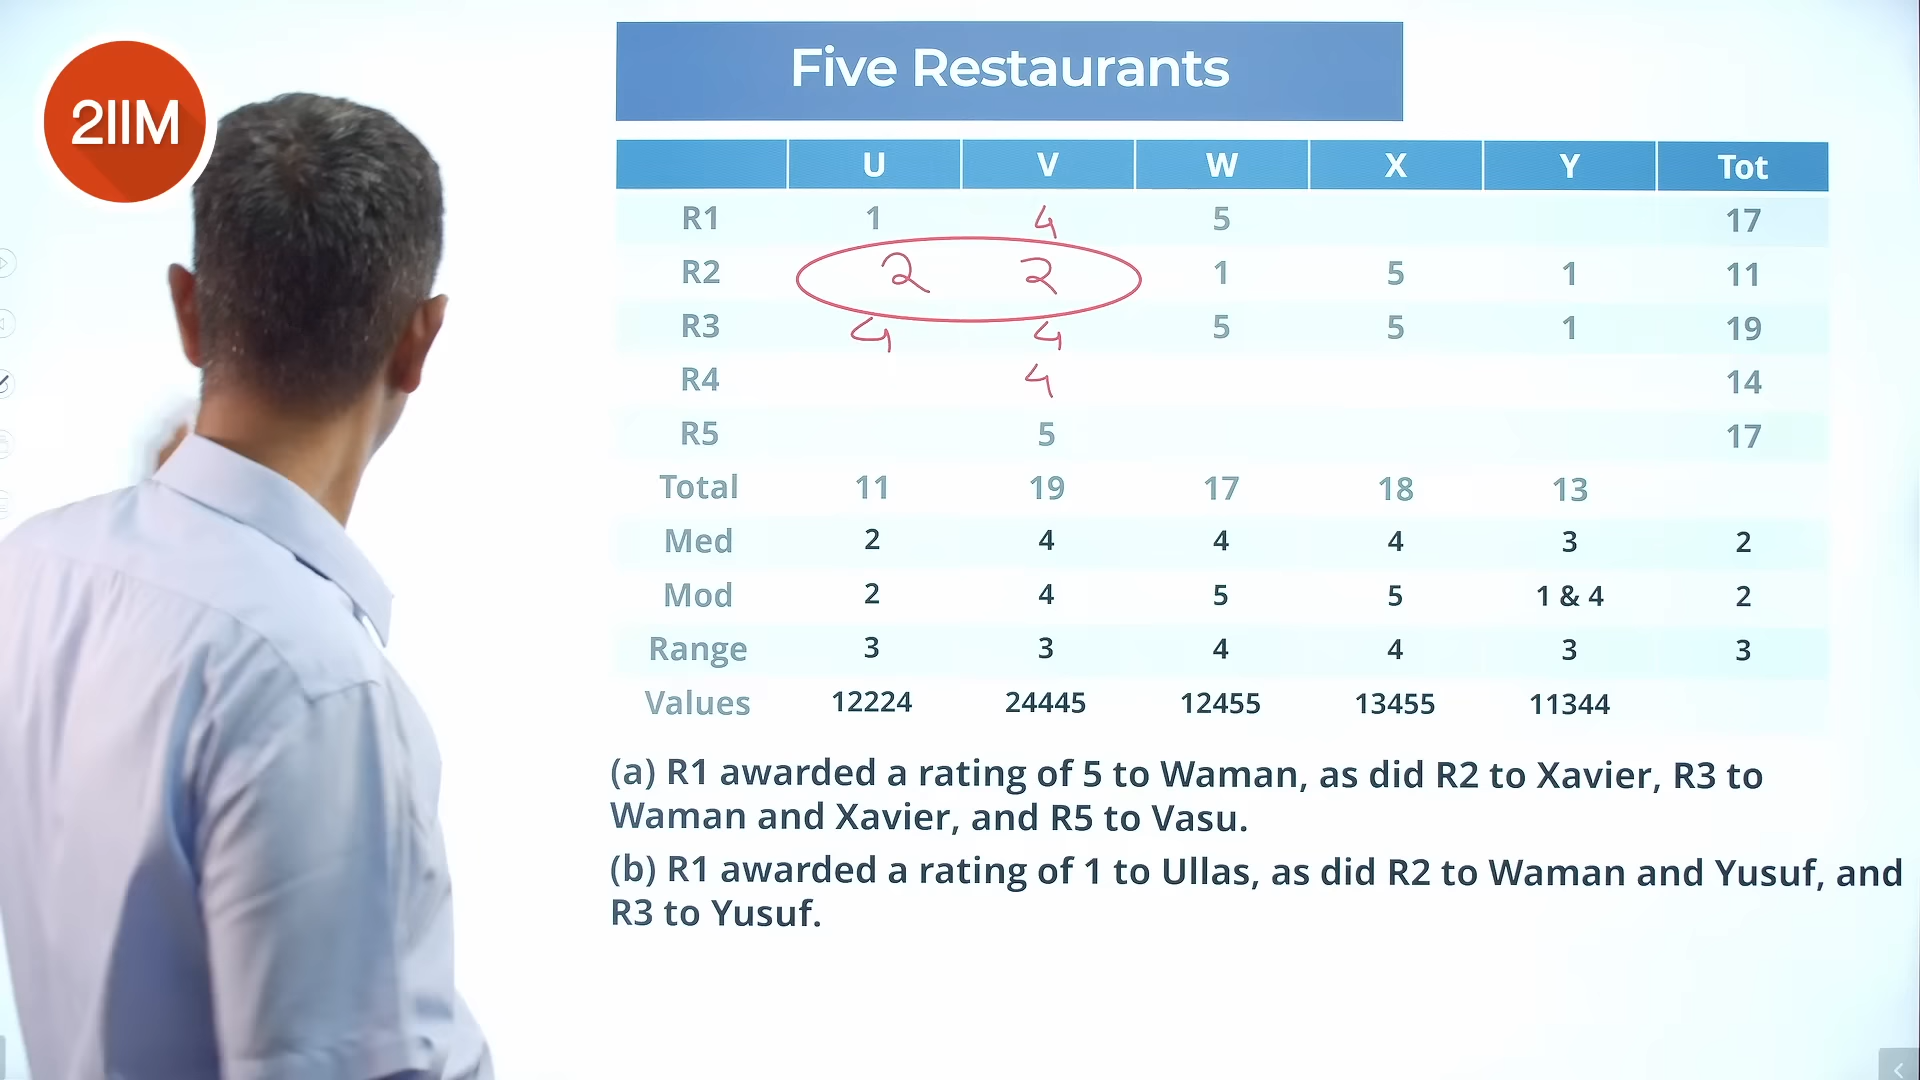 2IIM
Five Restaurants
U V W X Y Tot
R1 1 4 5 17
R2 2 2 1 5 1 11
R3 4 4 5 5 1 19
R4 4 14
R5 5 17
Total 11 19 17 18 13
Med 2 4 4 4 3 2
Mod 2 4 5 5 1 & 4 2
Range 3 3 4 4 3 3
Values 12224 24445 12455 13455 11344
(a) R1 awarded a rating of 5 to Waman, as did R2 to Xavier, R3 to
Waman and Xavier, and R5 to Vasu.
(b) R1 awarded a rating of 1 to Ullas, as did R2 to Waman and Yusuf, and
R3 to Yusuf.